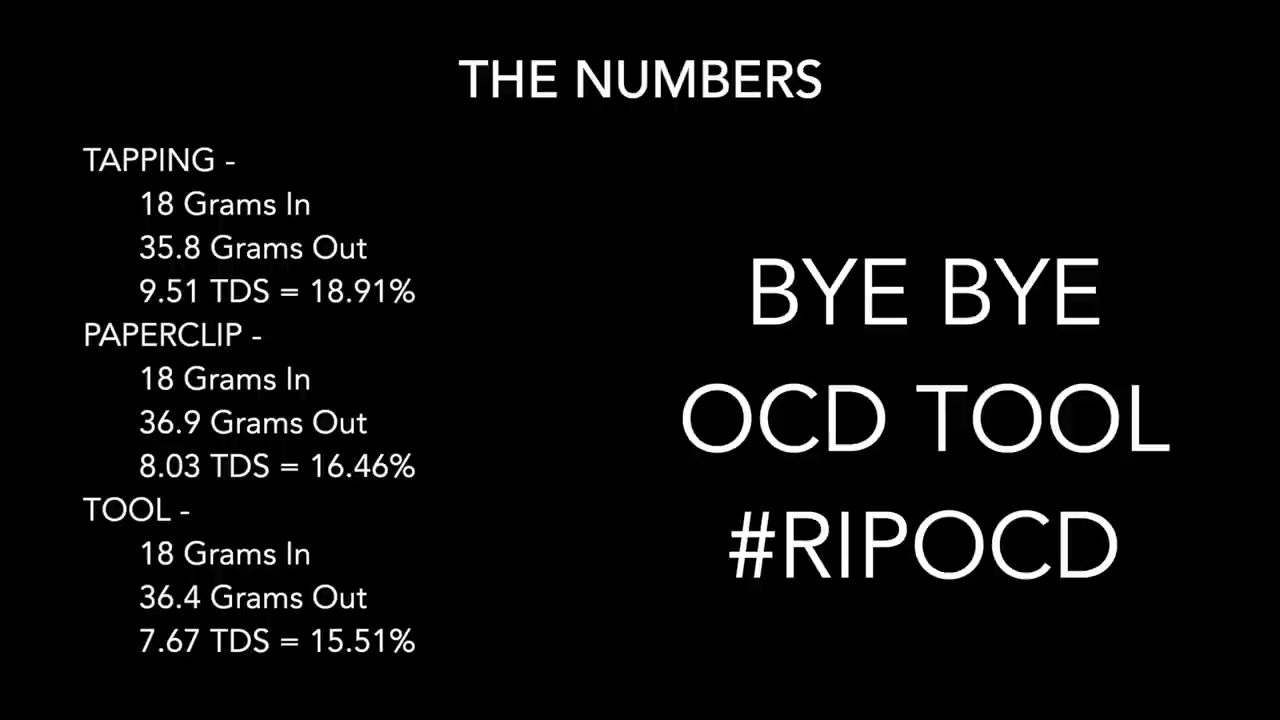 THE NUMBERS
TAPPING -
18 Grams In
35.8 Grams Out
9.51 TDS = 18.91%
PAPERCLIP -
18 Grams In
36.9 Grams Out
8.03 TDS = 16.46%
TOOL -
18 Grams In
36.4 Grams Out
7.67 TDS = 15.51%
BYE BYE
OCD TOOL
#RIPOCD